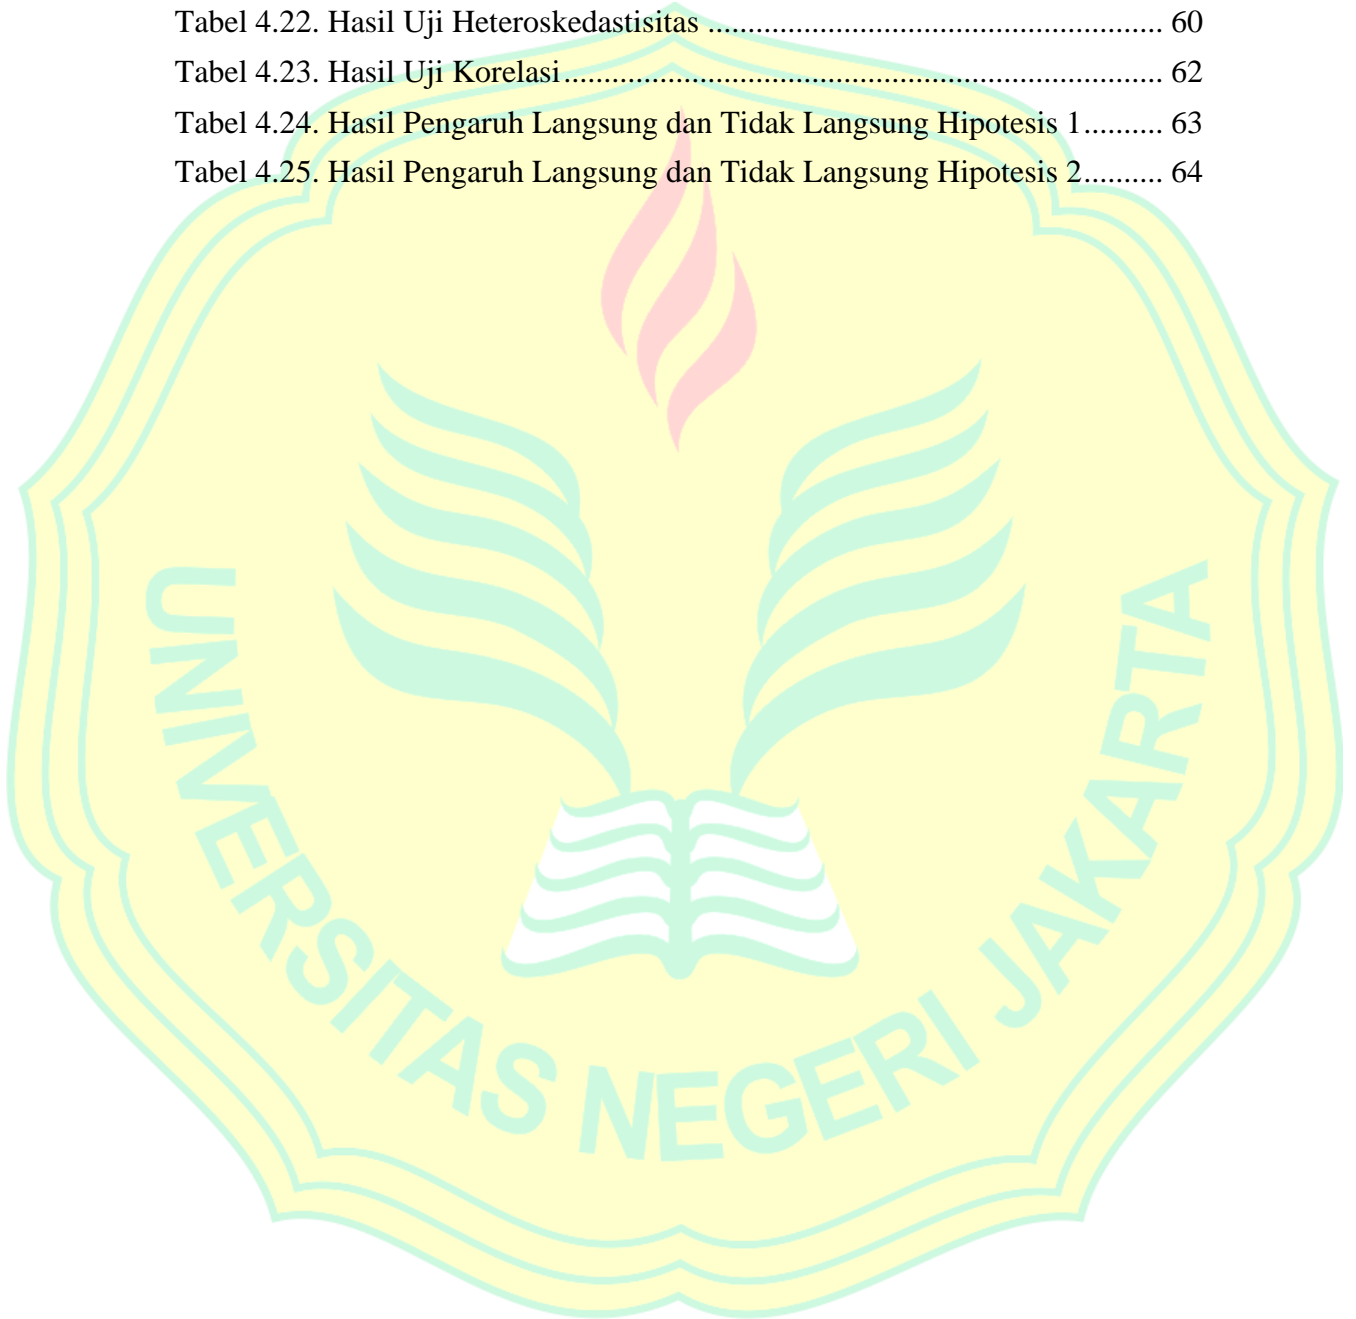 Tabel 4.22. Hasil Uji Heteroskedastisitas ........................................................ 60
Tabel 4.23. Hasil Uji Korelasi.......................................................................... 62
Tabel 4.24. Hasil Pengaruh Langsung dan Tidak Langsung Hipotesis 1.......... 63
Tabel 4.25. Hasil Pengaruh Langsung dan Tidak Langsung Hipotesis 2.......... 64
UNIVERSITAS NEGERI JAKARTA